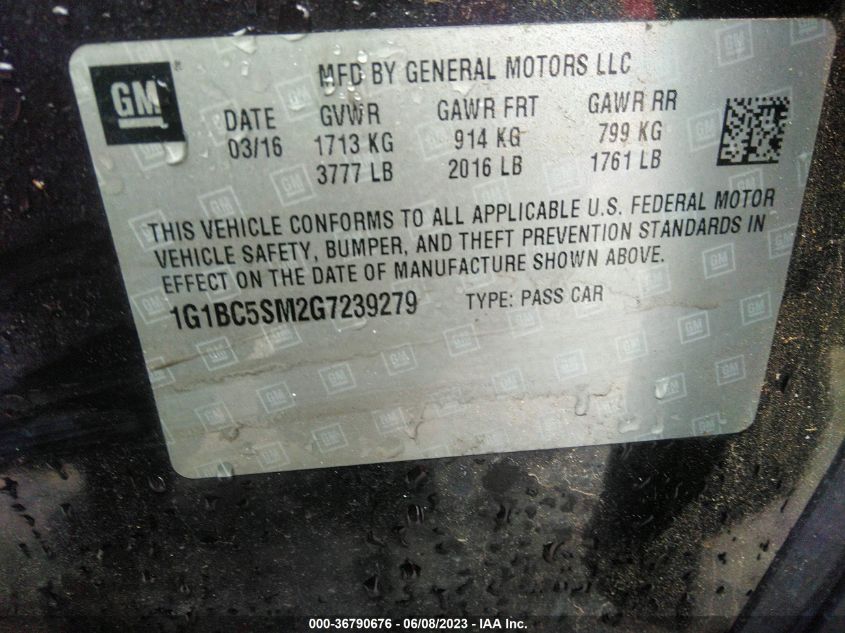 GM
MFD BY GENERAL MOTORS LLC
DATE GVWR GAWR FRT GAWR RR
03/16 1713 KG 914 KG 799 KG
3777 LB 2016 LB 1761 LB
THIS VEHICLE CONFORMS TO ALL APPLICABLE U.S. FEDERAL MOTOR
VEHICLE SAFETY, BUMPER, AND THEFT PREVENTION STANDARDS IN
EFFECT ON THE DATE OF MANUFACTURE SHOWN ABOVE.
1G1BC5SM2G7239279 TYPE: PASS CAR
000-36790676 / 06/08/2023 - © IAA Inc.